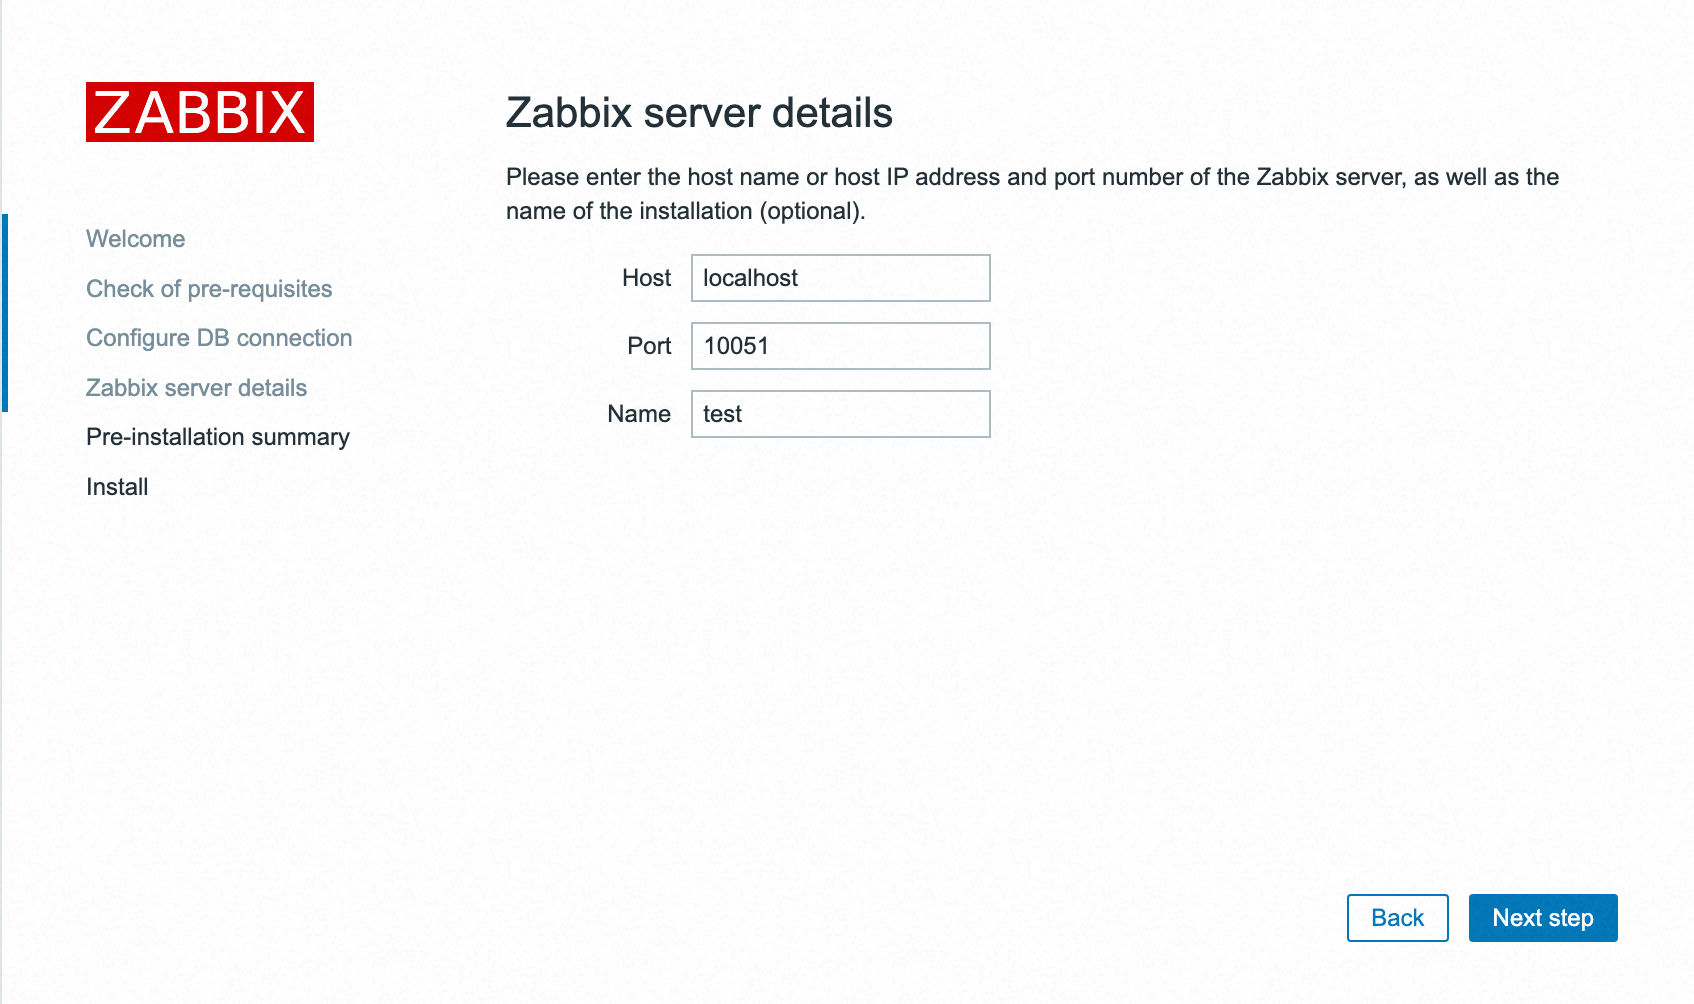 ZABBIX
Welcome
Check of pre-requisites
Configure DB connection
Zabbix server details
Pre-installation summary
Install
Zabbix server details
Please enter the host name or host IP address and port number of the Zabbix server, as well as the
name of the installation (optional).
Host localhost
Port 10051
Name test
Back Next step